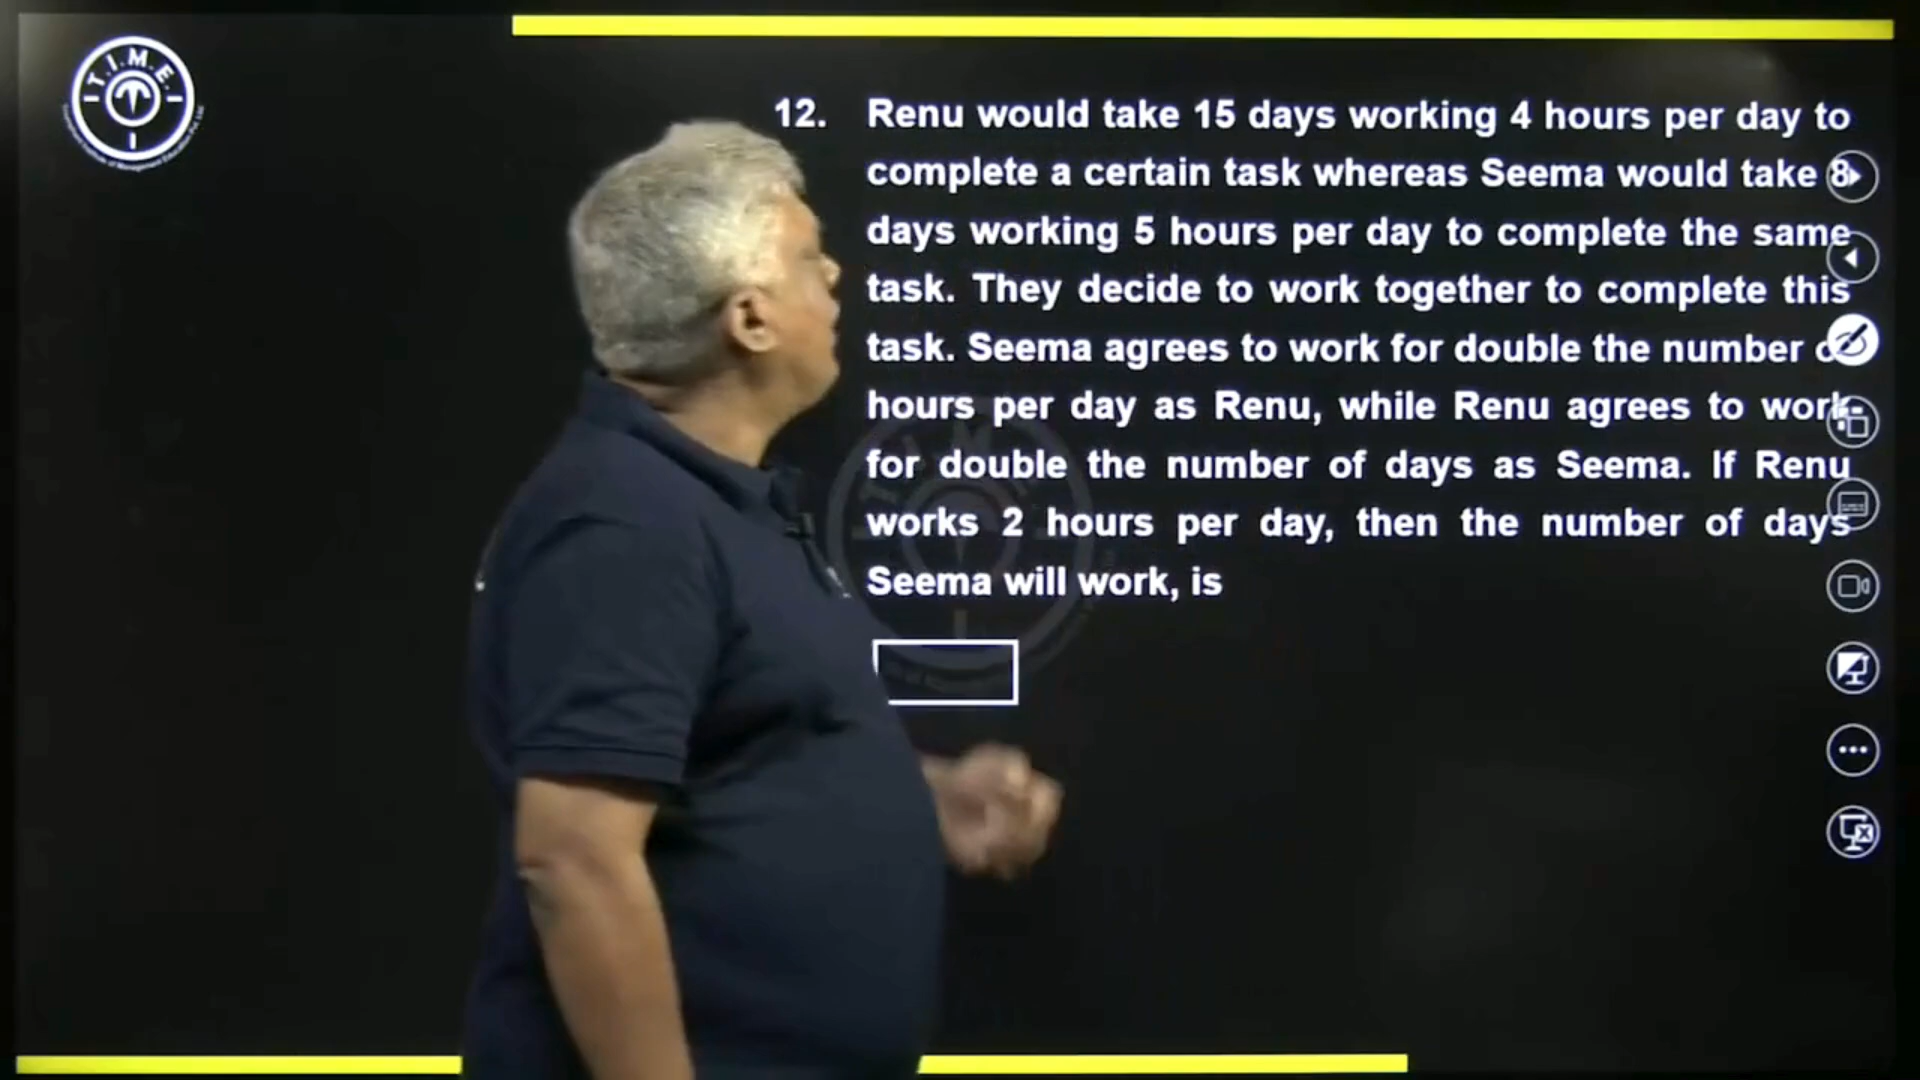 T.I.M.E.
12. Renu would take 15 days working 4 hours per day to
complete a certain task whereas Seema would take 8
days working 5 hours per day to complete the same
task. They decide to work together to complete this
task. Seema agrees to work for double the number
hours per day as Renu, while Renu agrees to work
for double the number of days as Seema. If Renu
works 2 hours per day, then the number of days
Seema will work, is